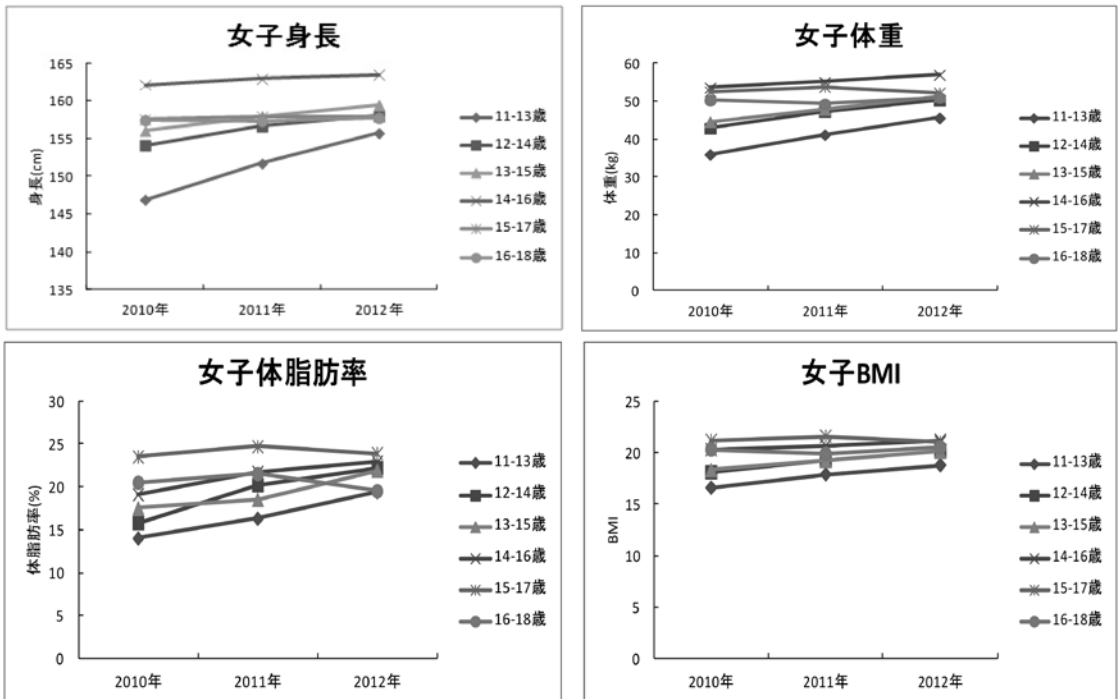 女子身長
165
160
155
150
145
140
135
身長(cm)
2010年
2011年
2012年
11-13歳
12-14歳
13-15歳
14-16歳
15-17歳
16-18歳
女子体重
60
50
40
30
20
10
0
体重(kg)
2010年
2011年
2012年
11-13歳
12-14歳
13-15歳
14-16歳
15-17歳
16-18歳
女子体脂肪率
30
25
20
15
10
5
0
体脂肪率(%)
2010年
2011年
2012年
11-13歳
12-14歳
13-15歳
14-16歳
15-17歳
16-18歳
女子BMI
25
20
15
10
5
0
BMI
2010年
2011年
2012年
11-13歳
12-14歳
13-15歳
14-16歳
15-17歳
16-18歳